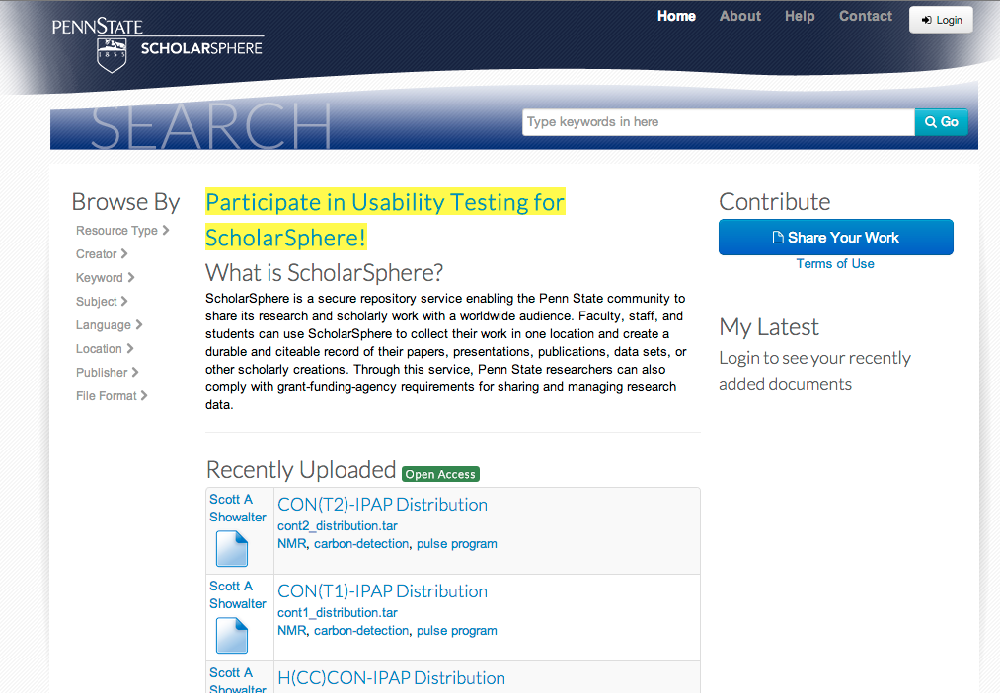 PENNSTATE
1855
SCHOLARSPHERE
Home
About
Help
Contact
Login
SEARCH
Type keywords in here
Go
Browse By
Resource Type
Creator
Keyword
Subject
Language
Location
Publisher
File Format
Participate in Usability Testing for
ScholarSphere!
What is ScholarSphere?
ScholarSphere is a secure repository service enabling the Penn State community to
share its research and scholarly work with a worldwide audience. Faculty, staff, and
students can use ScholarSphere to collect their work in one location and create a
durable and citeable record of their papers, presentations, publications, data sets, or
other scholarly creations. Through this service, Penn State researchers can also
comply with grant-funding-agency requirements for sharing and managing research
data.
Recently Uploaded Open Access
Scott A
Showalter
CON(T2)-IPAP Distribution
cont2_distribution.tar
NMR, carbon-detection, pulse program
Scott A
Showalter
CON(T1)-IPAP Distribution
cont1_distribution.tar
NMR, carbon-detection, pulse program
Scott A
Showalter
H(CC)CON-IPAP Distribution
Contribute
Share Your Work
Terms of Use
My Latest
Login to see your recently
added documents